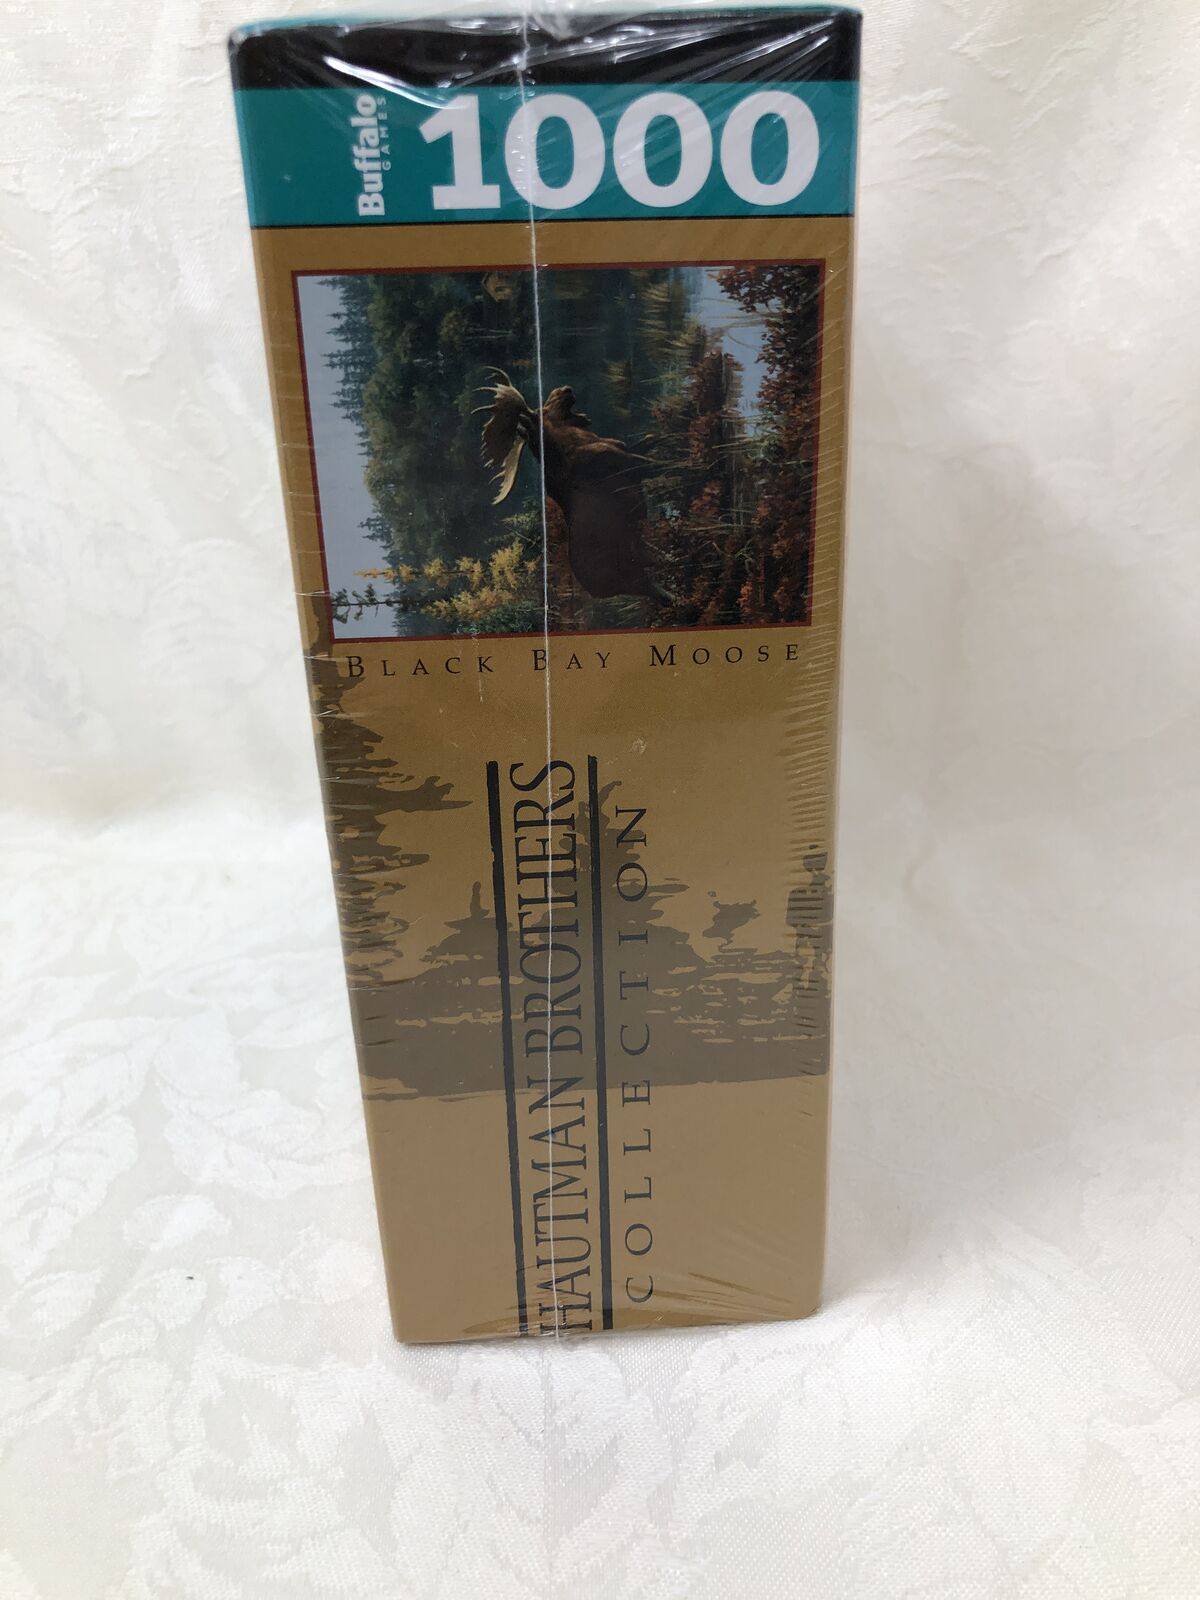 Buffalo
GAMES
1000
BLACK BAY MOOSE
HAUTMAN BROTHERS
COLLECTION